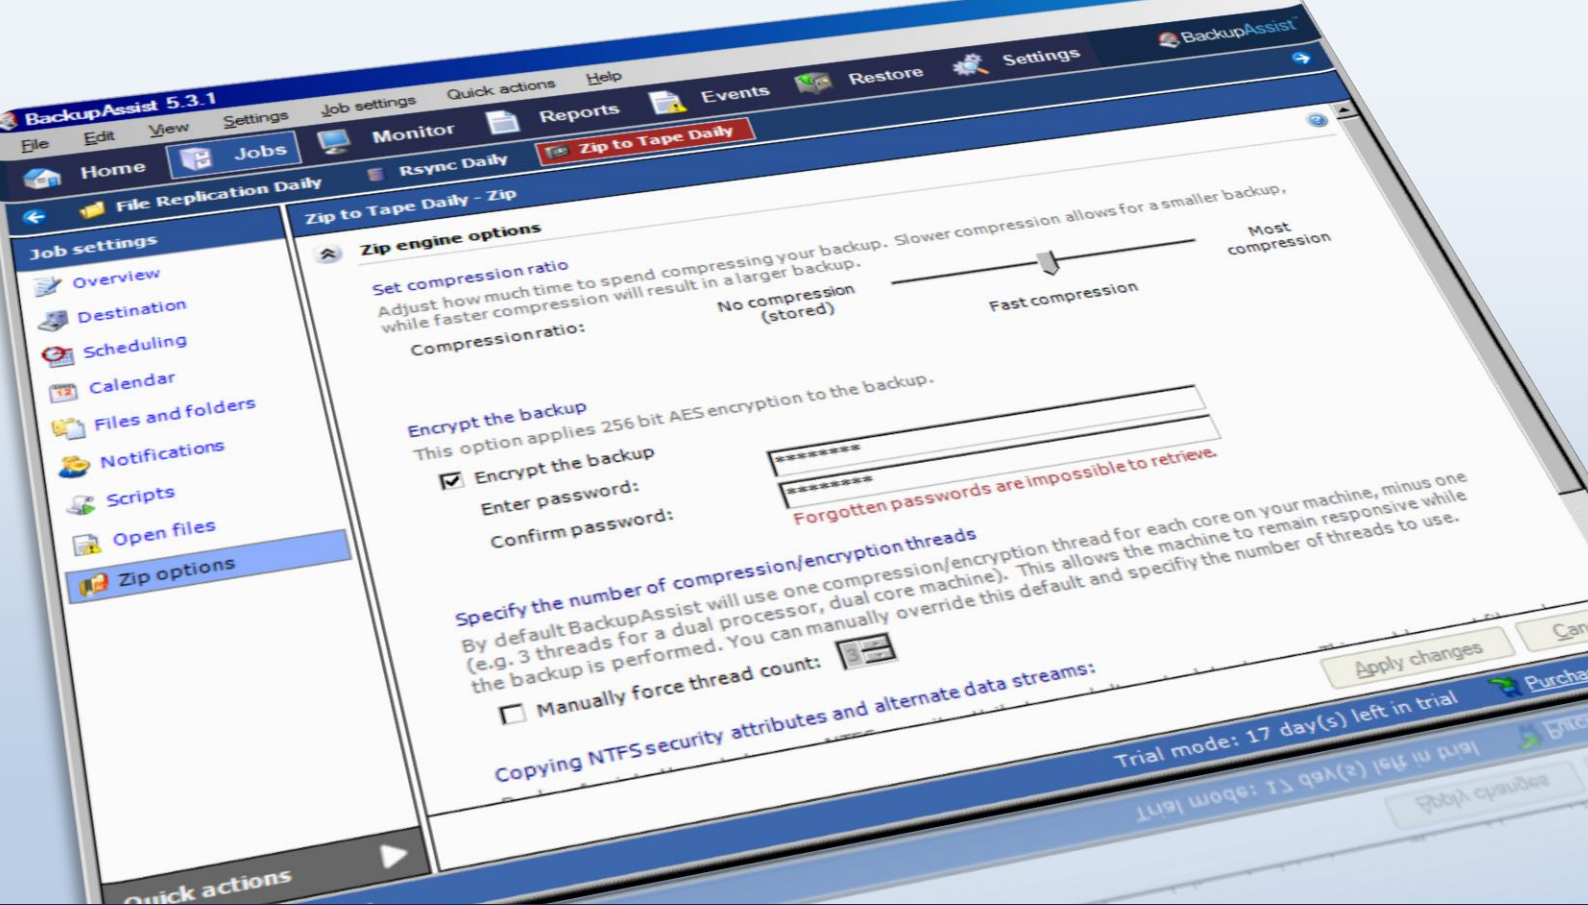 BackupAssist 5.3.1
File Edit View Settings Job settings Quick actions Help
Home Jobs Monitor Reports Events Restore Settings
BackupAssist
File Replication Daily Rsync Daily Zip to Tape Daily
Job settings
Overview
Destination
Scheduling
Calendar
Files and folders
Notifications
Scripts
Open files
Zip options
Quick actions
Zip to Tape Daily - Zip
Zip engine options
Set compression ratio
Adjust how much time to spend compressing your backup. Slower compression allows for a smaller backup,
while faster compression will result in a larger backup.
Compression ratio:
No compression
(stored)
Fast compression
Most
compression
Encrypt the backup
This option applies 256 bit AES encryption to the backup.
Encrypt the backup
Enter password: ********
Confirm password: ********
Forgotten passwords are impossible to retrieve.
Specify the number of compression/encryption threads
By default BackupAssist will use one compression/encryption thread for each core on your machine, minus one
(e.g. 3 threads for a dual processor, dual core machine). This allows the machine to remain responsive while
the backup is performed. You can manually override this default and specifiy the number of threads to use.
Manually force thread count: 3
Copying NTFS security attributes and alternate data streams:
Apply changes
Trial mode: 17 day(s) left in trial